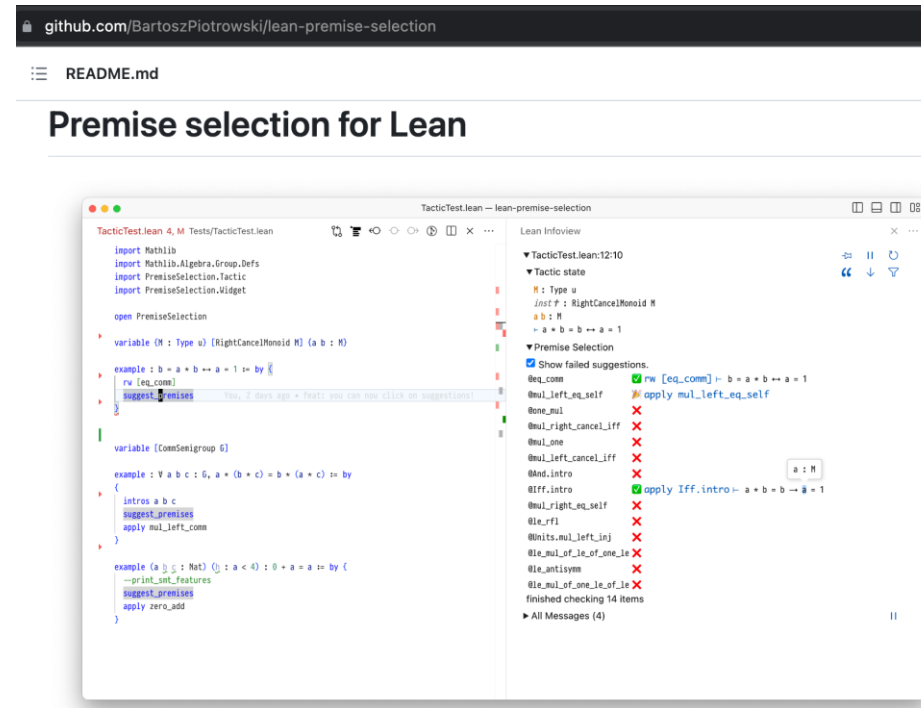 github.com/BartoszPiotrowski/lean-premise-selection
README.md
Premise selection for Lean
TacticTest.lean — lean-premise-selection
TacticTest.lean 4, M Tests/TacticTest.lean
import Mathlib
import Mathlib.Algebra.Group.Defs
import PremiseSelection.Tactic
import PremiseSelection.Widget
open PremiseSelection
variable {M : Type u} [RightCancelMonoid M] {a b : M}
example : b = a * b ↔ a = 1 := by {
rw [eq_comm]
suggest_premises You, 2 days ago • feat: you can now click on suggestions!
}
variable [CommSemigroup G]
example : ∀ a b c : G, a * (b * c) = b * (a * c) := by
{
intros a b c
suggest_premises
apply mul_left_comm
}
example (a b c : Nat) (h : a < 4) : 0 + a = a := by {
--print_smt_features
suggest_premises
apply zero_add
}
Lean Infoview
▼TacticTest.lean:12:10
▼Tactic state
M : Type u
inst† : RightCancelMonoid M
a b : M
⊢ a * b = b ↔ a = 1
▼Premise Selection
Show failed suggestions.
@eq_comm ✅ rw [eq_comm] ⊢ b = a * b ↔ a = 1
@mul_left_eq_self 🎉 apply mul_left_eq_self
@one_mul ❌
@mul_right_cancel_iff ❌
@mul_one ❌
@mul_left_cancel_iff ❌
@And.intro ❌
a : M
@Iff.intro ✅ apply Iff.intro ⊢ a * b = b → a = 1
@mul_right_eq_self ❌
@le_rfl ❌
@Units.mul_left_inj ❌
@le_mul_of_le_of_one_le ❌
@le_antisymm ❌
@le_mul_of_one_le_of_le ❌
finished checking 14 items
▶ All Messages (4)